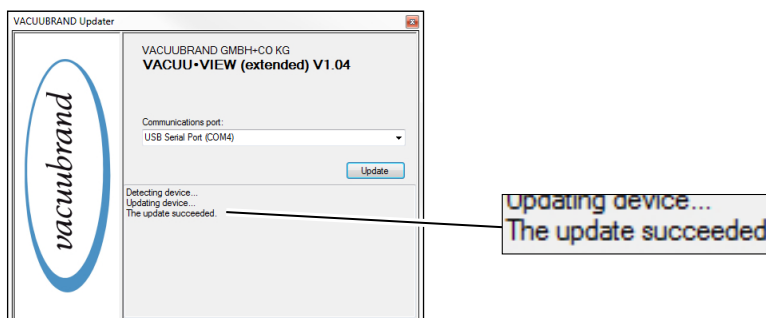 VACUUBRAND Updater
vacuubrand
VACUUBRAND GMBH+CO KG
VACUU•VIEW (extended) V1.04
Communications port:
USB Serial Port (COM4)
Update
Detecting device...
Updating device...
The update succeeded.
Updating device...
The update succeeded